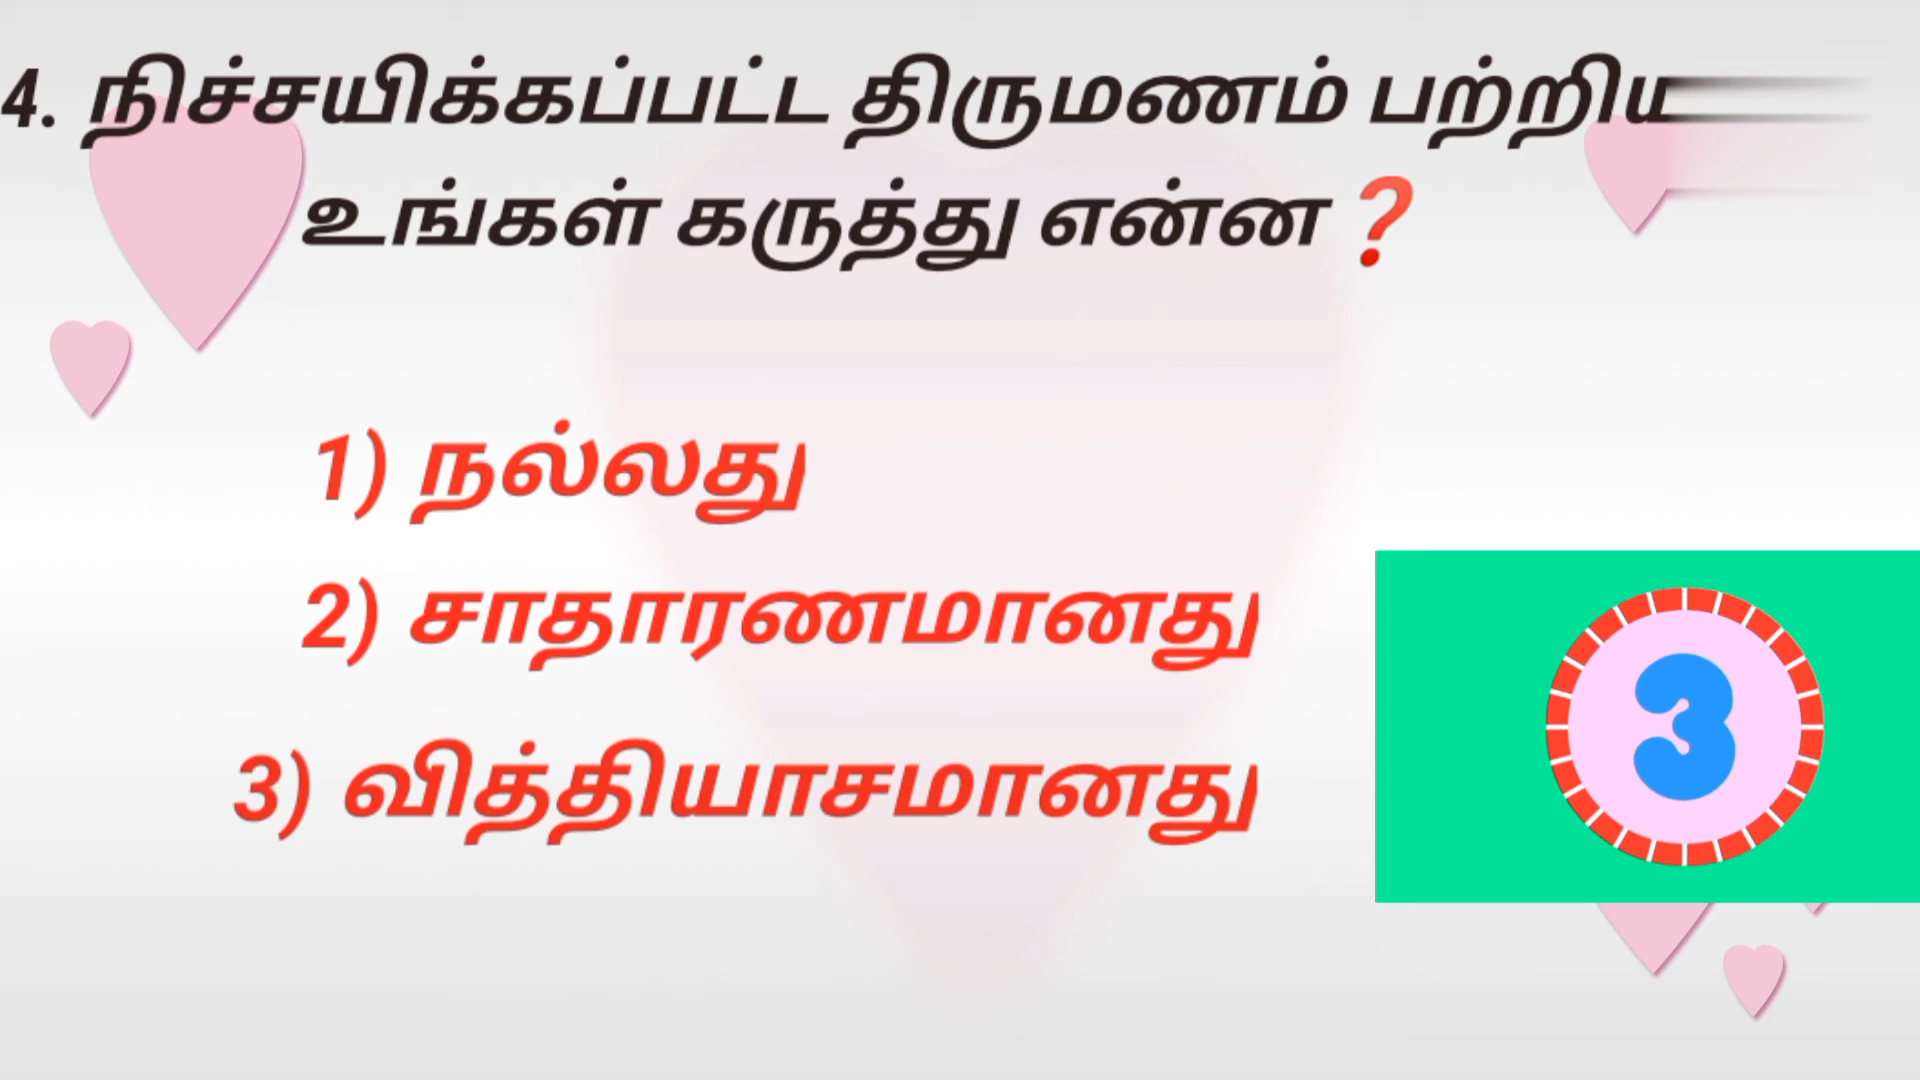 4. நிச்சயிக்கப்பட்ட திருமணம் பற்றிய
உங்கள் கருத்து என்ன ❓
1) நல்லது
2) சாதாரணமானது
3) வித்தியாசமானது
3